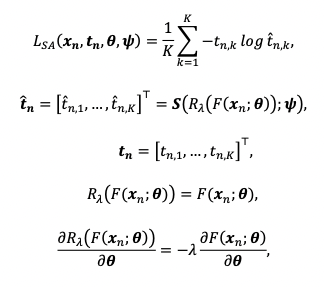 L_{SA}(𝒙_𝒏, 𝒕_𝒏, 𝜽, 𝝍) = \frac{1}{K} \sum_{k=1}^{K} −t_{n,k} log \hat{t}_{n,k},
\hat{𝒕}_𝒏 = [\hat{t}_{n,1}, …, \hat{t}_{n,K}]^⊤ = 𝑺(R_λ(F(𝒙_n; 𝜽)); 𝝍),
𝒕_𝒏 = [t_{n,1}, …, t_{n,K}]^⊤,
R_λ(F(𝒙_n; 𝜽)) = F(𝒙_n; 𝜽),
\frac{∂R_λ(F(𝒙_n; 𝜽))}{∂𝜽} = −λ \frac{∂F(𝒙_n; 𝜽)}{∂𝜽},